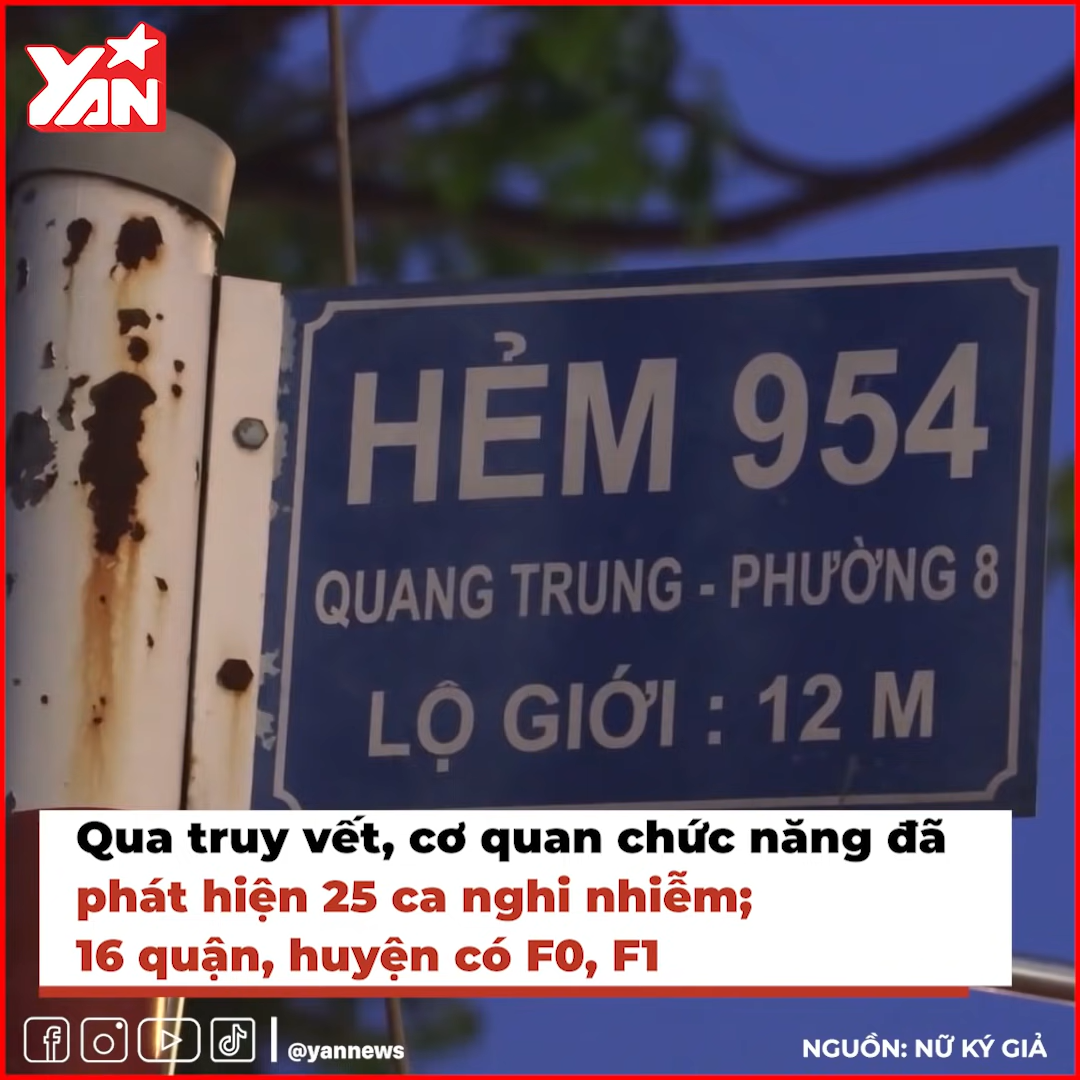 YAN
HẺM 954
QUANG TRUNG - PHƯỜNG 8
LỘ GIỚI : 12 M
Qua truy vết, cơ quan chức năng đã
phát hiện 25 ca nghi nhiễm;
16 quận, huyện có F0, F1
@yannews
NGUỒN: NỮ KÝ GIẢ